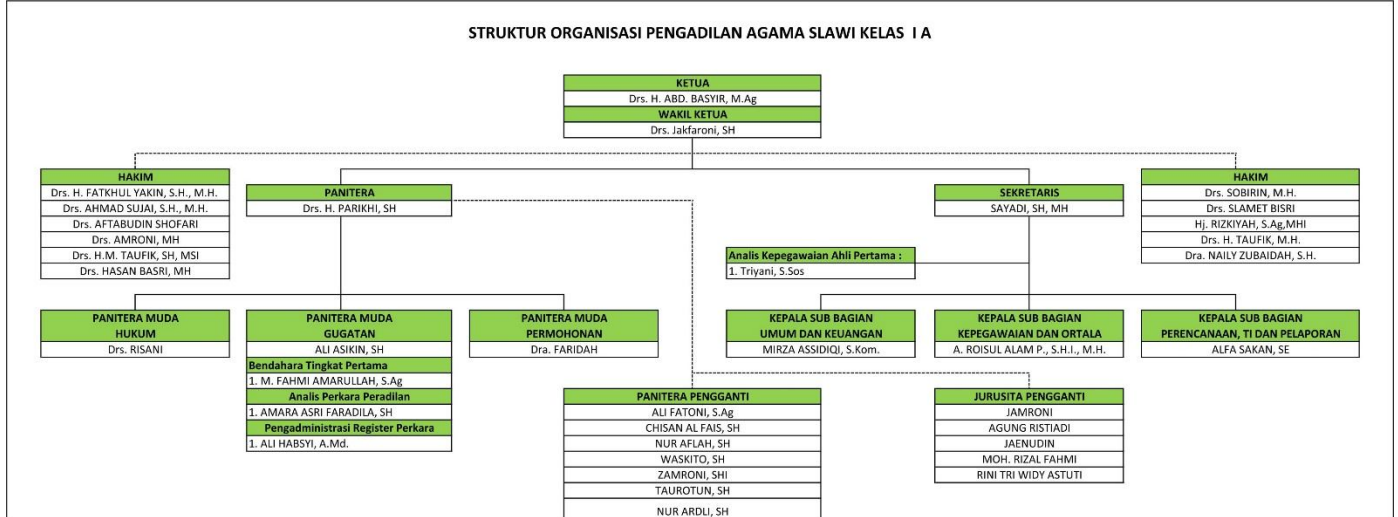 STRUKTUR ORGANISASI PENGADILAN AGAMA SLAWI KELAS I A
KETUA
Drs. H. ABD. BASYIR, M.Ag
WAKIL KETUA
Drs. Jakfaroni, SH
HAKIM
Drs. H. FATKHUL YAKIN, S.H., M.H.
Drs. AHMAD SUJAI, S.H., M.H.
Drs. AFTABUDIN SHOFARI
Drs. AMRONI, MH
Drs. H.M. TAUFIK, SH, MSI
Drs. HASAN BASRI, MH
PANITERA
Drs. H. PARIKHI, SH
SEKRETARIS
SAYADI, SH, MH
HAKIM
Drs. SOBIRIN, M.H.
Drs. SLAMET BISRI
Hj. RIZKIYAH, S.Ag,MHI
Drs. H. TAUFIK, M.H.
Dra. NAILY ZUBAIDAH, S.H.
Analis Kepegawaian Ahli Pertama :
1. Triyani, S.Sos
PANITERA MUDA
HUKUM
Drs. RISANI
PANITERA MUDA
GUGATAN
ALI ASIKIN, SH
Bendahara Tingkat Pertama
1. M. FAHMI AMARULLAH, S.Ag
Analis Perkara Peradilan
1. AMARA ASRI FARADILA, SH
Pengadministrasi Register Perkara
1. ALI HABSYI, A.Md.
PANITERA MUDA
PERMOHONAN
Dra. FARIDAH
KEPALA SUB BAGIAN
UMUM DAN KEUANGAN
MIRZA ASSIDIQI, S.Kom.
KEPALA SUB BAGIAN
KEPEGAWAIAN DAN ORTALA
A. ROISUL ALAM P., S.H.I., M.H.
KEPALA SUB BAGIAN
PERENCANAAN, TI DAN PELAPORAN
ALFA SAKAN, SE
PANITERA PENGGANTI
ALI FATONI, S.Ag
CHISAN AL FAIS, SH
NUR AFLAH, SH
WASKITO, SH
ZAMRONI, SHI
TAUROTUN, SH
NUR ARDLI, SH
JURUSITA PENGGANTI
JAMRONI
AGUNG RISTIADI
JAENUDIN
MOH. RIZAL FAHMI
RINI TRI WIDY ASTUTI